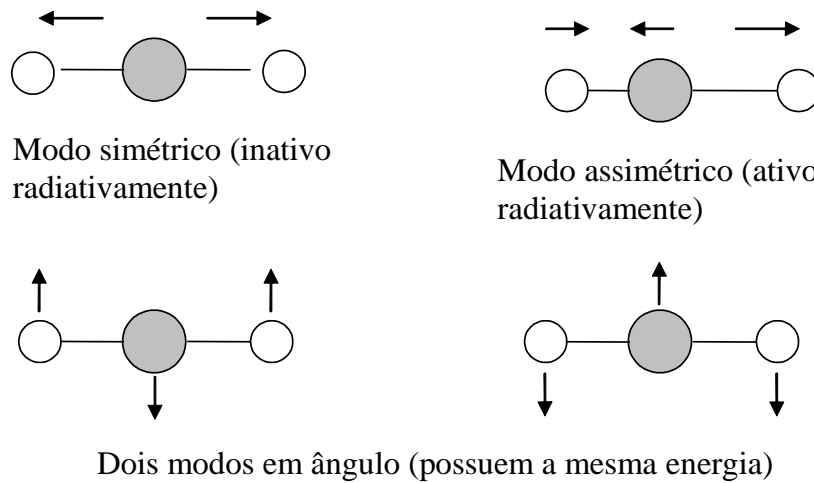 Modo simétrico (inativo
radiativamente)
Modo assimétrico (ativo
radiativamente)
Dois modos em ângulo (possuem a mesma energia)